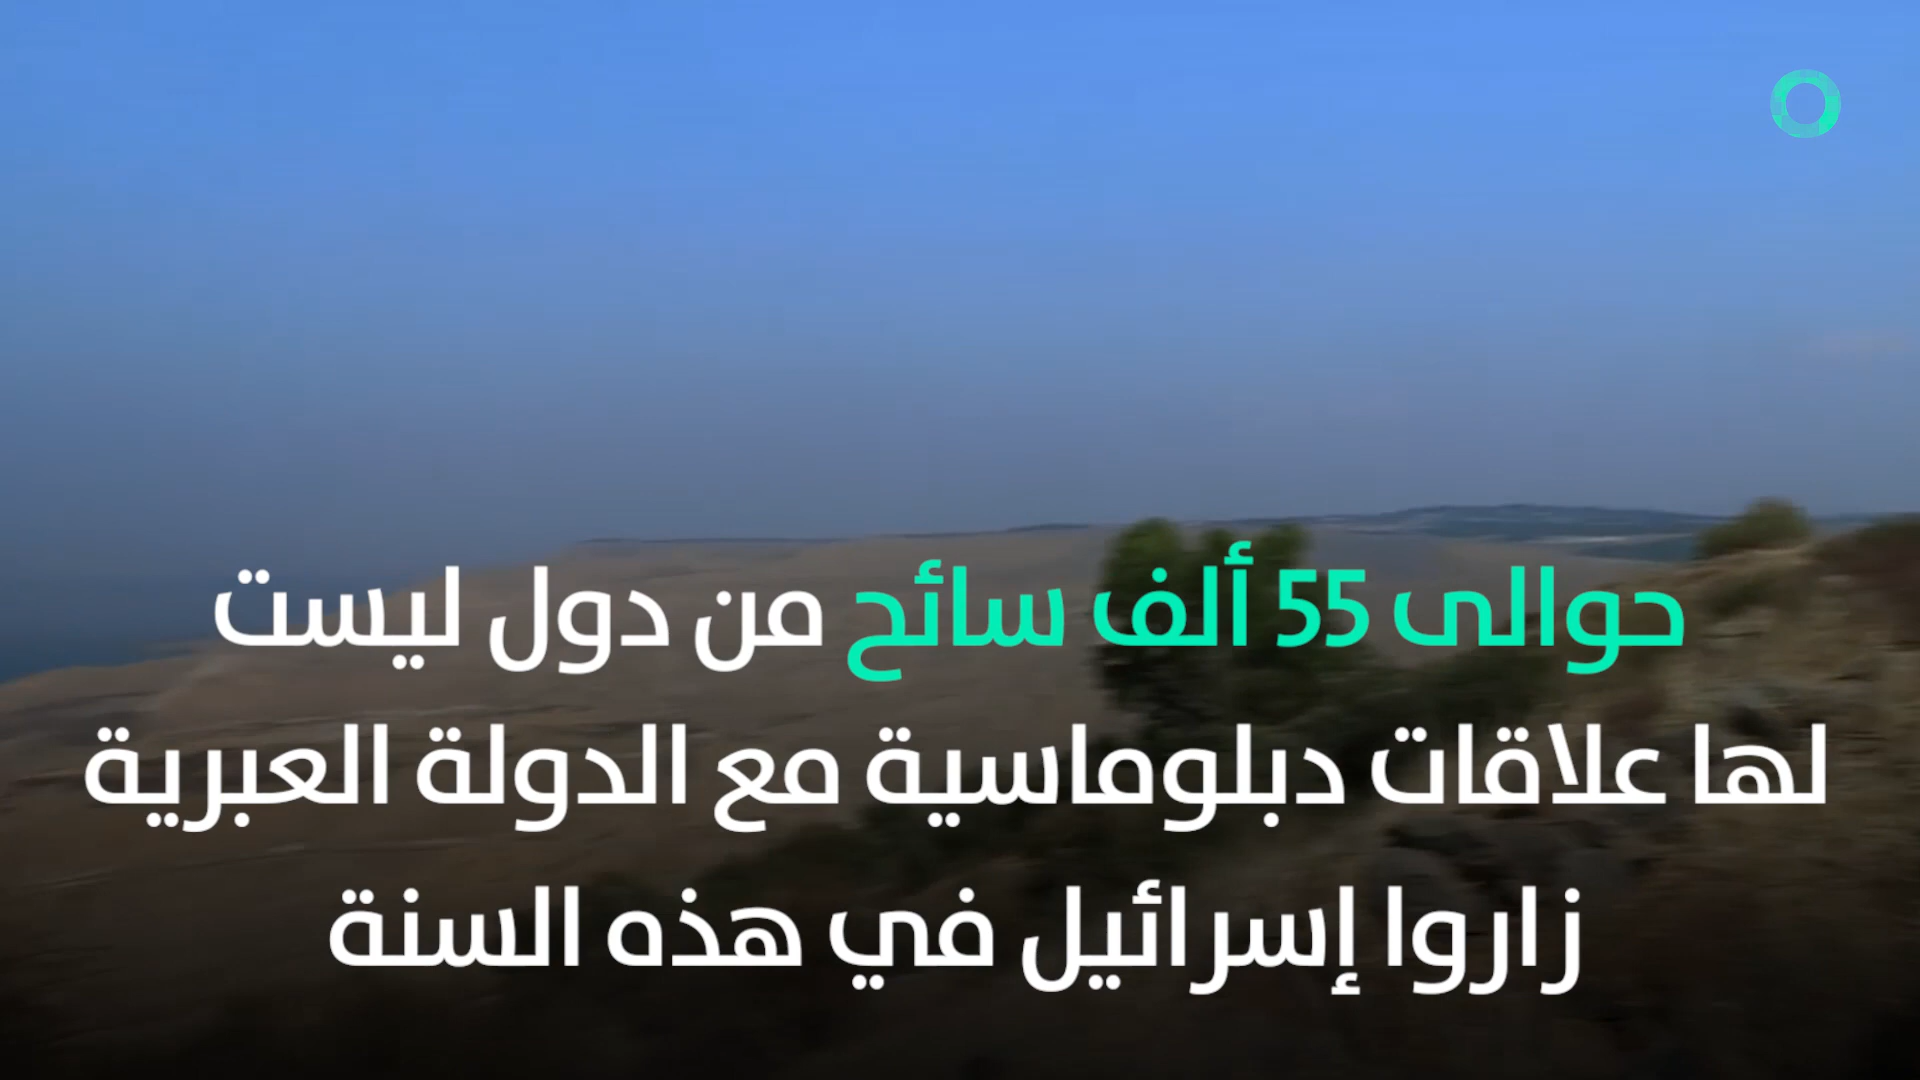 حوالى 55 ألف سائح من دول ليست
لها علاقات دبلوماسية مع الدولة العبرية
زاروا إسرائيل في هذه السنة